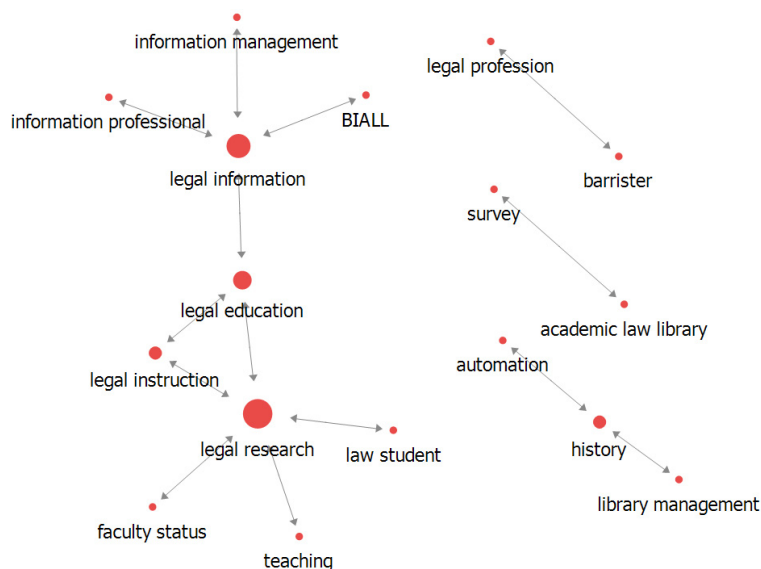 information management
legal profession
information professional
BIALL
legal information
barrister
survey
legal education
academic law library
automation
legal instruction
legal research
law student
history
library management
faculty status
teaching